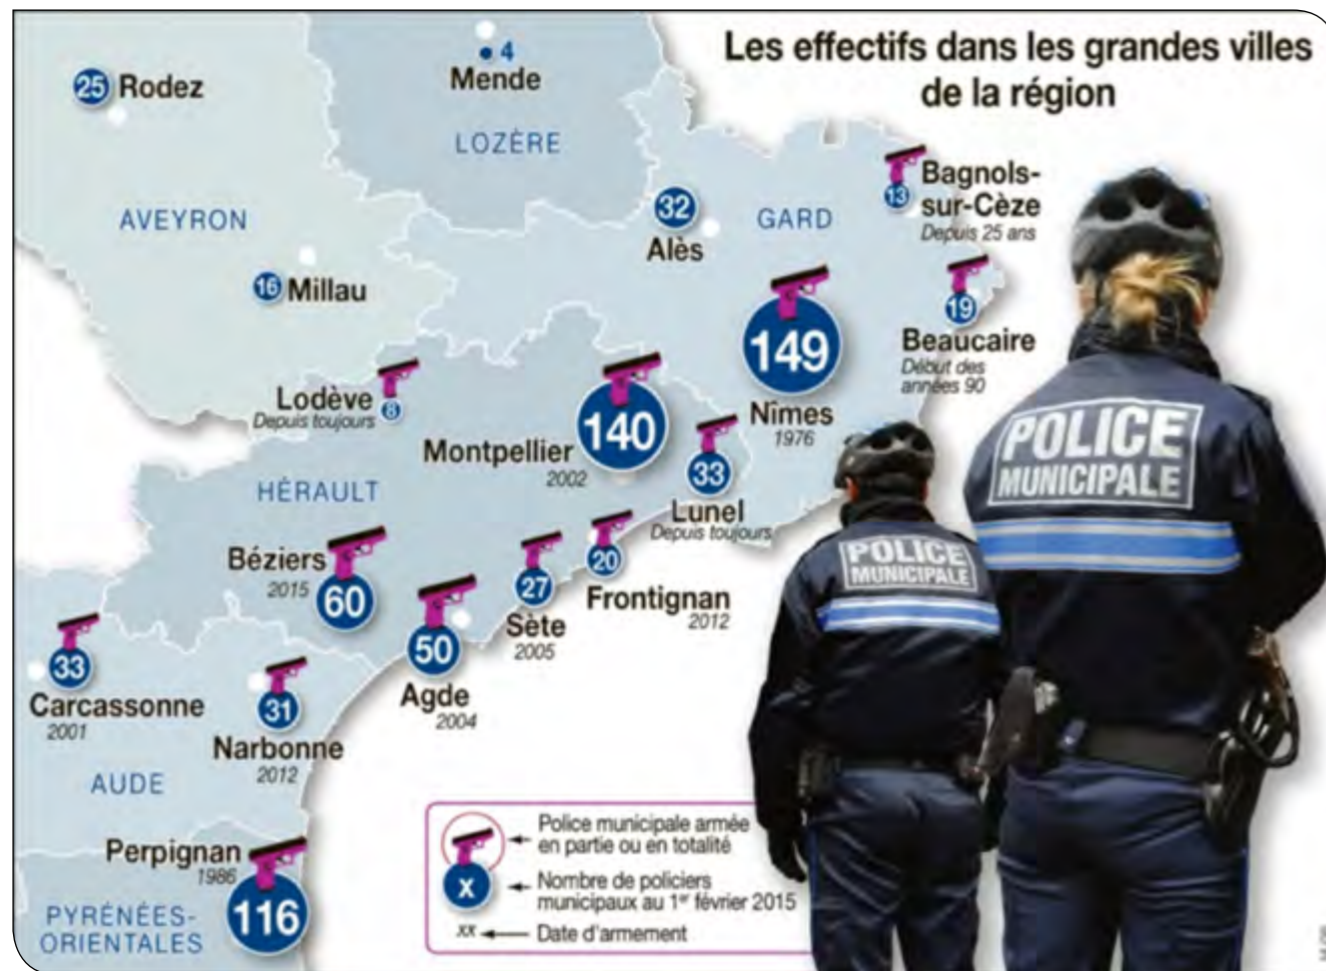 Les effectifs dans les grandes villes
de la région
25 Rodez
4
Mende
LOZÈRE
AVEYRON
16 Millau
32
Alès
GARD
13
Bagnols-
sur-Cèze
Depuis 25 ans
19
Beaucaire
Début des
années 90
149
Nîmes
1976
Lodève
Depuis toujours
8
Montpellier
2002
140
33
Lunel
Depuis toujours
HÉRAULT
Béziers
2015
60
50
Agde
2004
27
Sète
2005
20
Frontignan
2012
33
Carcassonne
2001
31
Narbonne
2012
AUDE
Perpignan
1986
116
PYRÉNÉES-
ORIENTALES
Police municipale armée
en partie ou en totalité
x
Nombre de policiers
municipaux au 1er février 2015
xx
Date d'armement
POLICE
MUNICIPALE
POLICE
MUNICIPALE